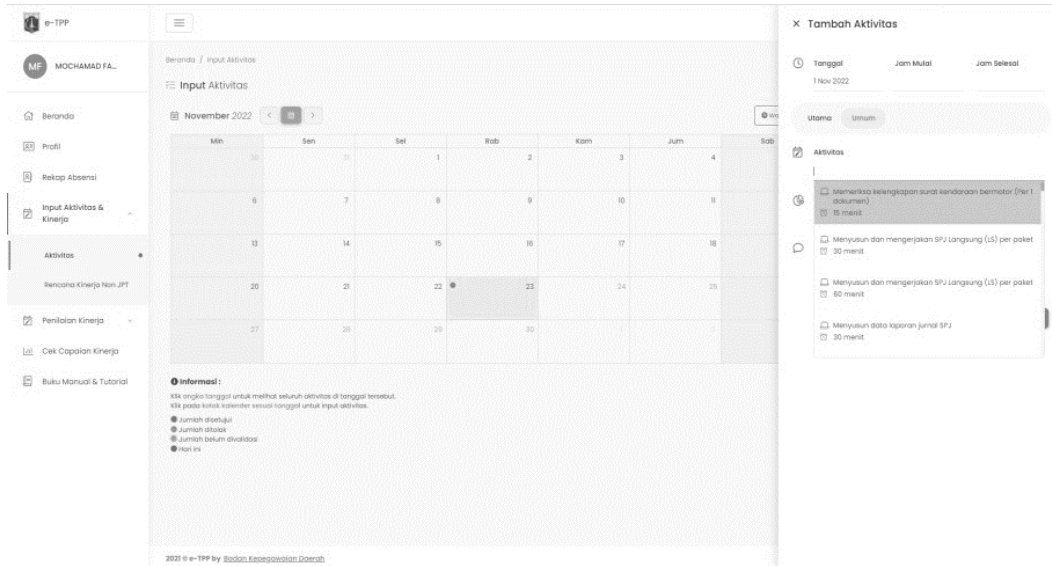 e-TPP
MF MOCHAMAD FA...
Beranda
Profil
Rekap Absensi
Input Aktivitas &
Kinerja
Aktivitas
Rencana Kinerja Non JPT
Penilaian Kinerja
Cek Capaian Kinerja
Buku Manual & Tutorial
Beranda / Input Aktivitas
Input Aktivitas
November 2022
Min Sen Sel Rab Kam Jum Sab
30 31 1 2 3 4
6 7 8 9 10 11
13 14 15 16 17 18
20 21 22 23 24 25
27 28 29 30 1 2
Informasi :
Klik angka tanggal untuk melihat seluruh aktivitas di tanggal tersebut.
Klik pada kotak kalender sesuai tanggal untuk input aktivitas.
Jumlah disetujui
Jumlah ditolak
Jumlah belum divalidasi
Hari ini
2021 © e-TPP by Badan Kepegawaian Daerah
× Tambah Aktivitas
Tanggal Jam Mulai Jam Selesai
1 Nov 2022
Utama Umum
Aktivitas
Memeriksa kelengkapan surat kendaraan bermotor (Per 1
dokumen)
15 menit
Menyusun dan mengerjakan SPJ Langsung (LS) per paket
30 menit
Menyusun dan mengerjakan SPJ Langsung (LS) per paket
60 menit
Menyusun data laporan jurnal SPJ
30 menit